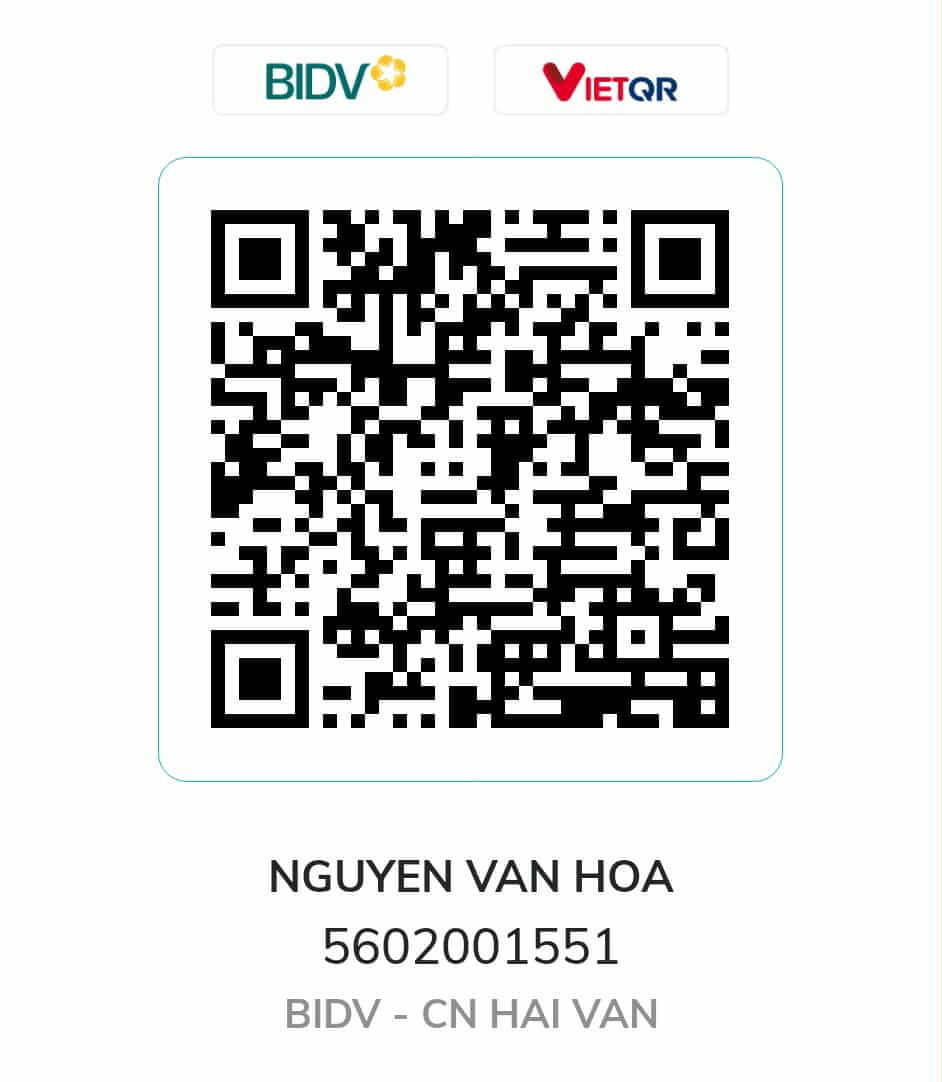 BIDV VIETQR
NGUYEN VAN HOA
5602001551
BIDV - CN HAI VAN